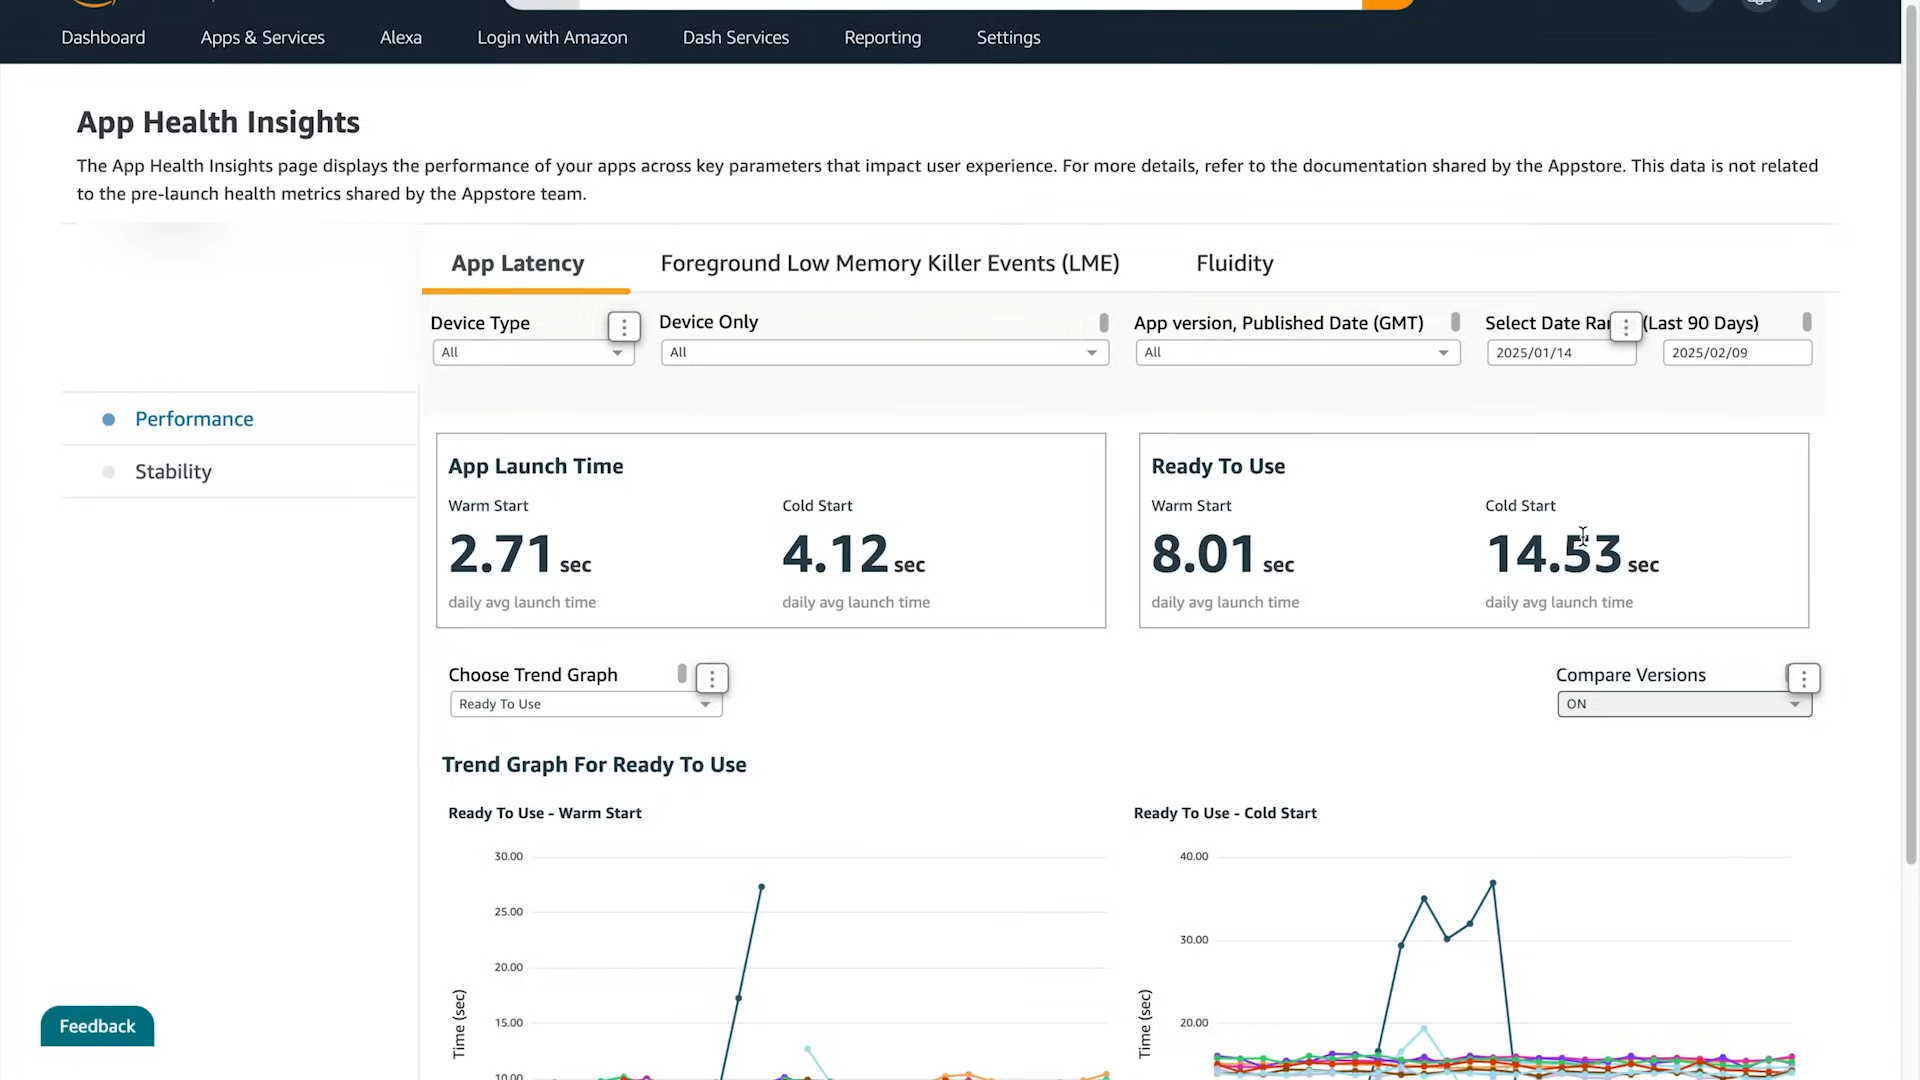 Dashboard
Apps & Services
Alexa
Login with Amazon
Dash Services
Reporting
Settings
App Health Insights
The App Health Insights page displays the performance of your apps across key parameters that impact user experience. For more details, refer to the documentation shared by the Appstore. This data is not related
to the pre-launch health metrics shared by the Appstore team.
App Latency
Foreground Low Memory Killer Events (LME)
Fluidity
Device Type
Device Only
App version, Published Date (GMT)
Select Date Ran (Last 90 Days)
All
All
All
2025/01/14
2025/02/09
Performance
Stability
App Launch Time
Warm Start
Cold Start
2.71 sec
4.12 sec
daily avg launch time
daily avg launch time
Ready To Use
Warm Start
Cold Start
8.01 sec
14.53 sec
daily avg launch time
daily avg launch time
Choose Trend Graph
Ready To Use
Compare Versions
ON
Trend Graph For Ready To Use
Ready To Use - Warm Start
30.00
25.00
20.00
15.00
10.00
Time (sec)
Ready To Use - Cold Start
40.00
30.00
20.00
Time (sec)
Feedback